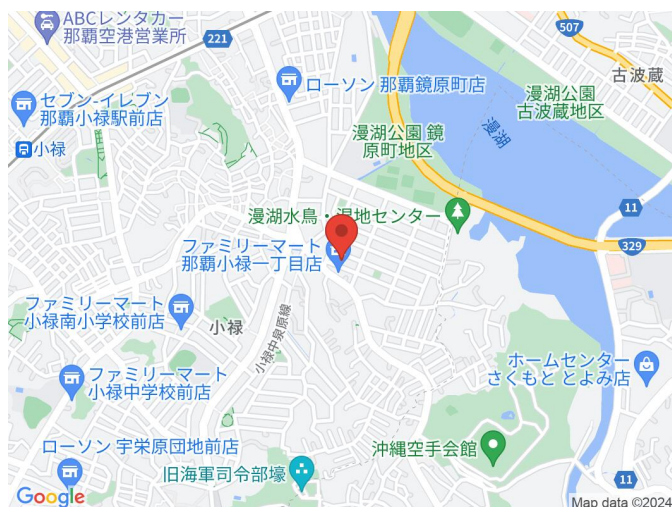 ABCレンタカー
那覇空港営業所
221
507
古波蔵
ローソン 那覇鏡原町店
セブン-イレブン
那覇小禄駅前店
漫湖公園
古波蔵地区
漫湖公園 鏡
原町地区
漫湖
小禄
11
漫湖水鳥・湿地センター
329
ファミリーマート
那覇小禄一丁目店
ファミリーマート
小禄南小学校前店
小禄
小禄中泉原線
ホームセンター
さくもと とよみ店
ファミリーマート
小禄中学校前店
沖縄空手会館
ローソン 宇栄原団地前店
旧海軍司令部壕
11
Google
Map data ©2024